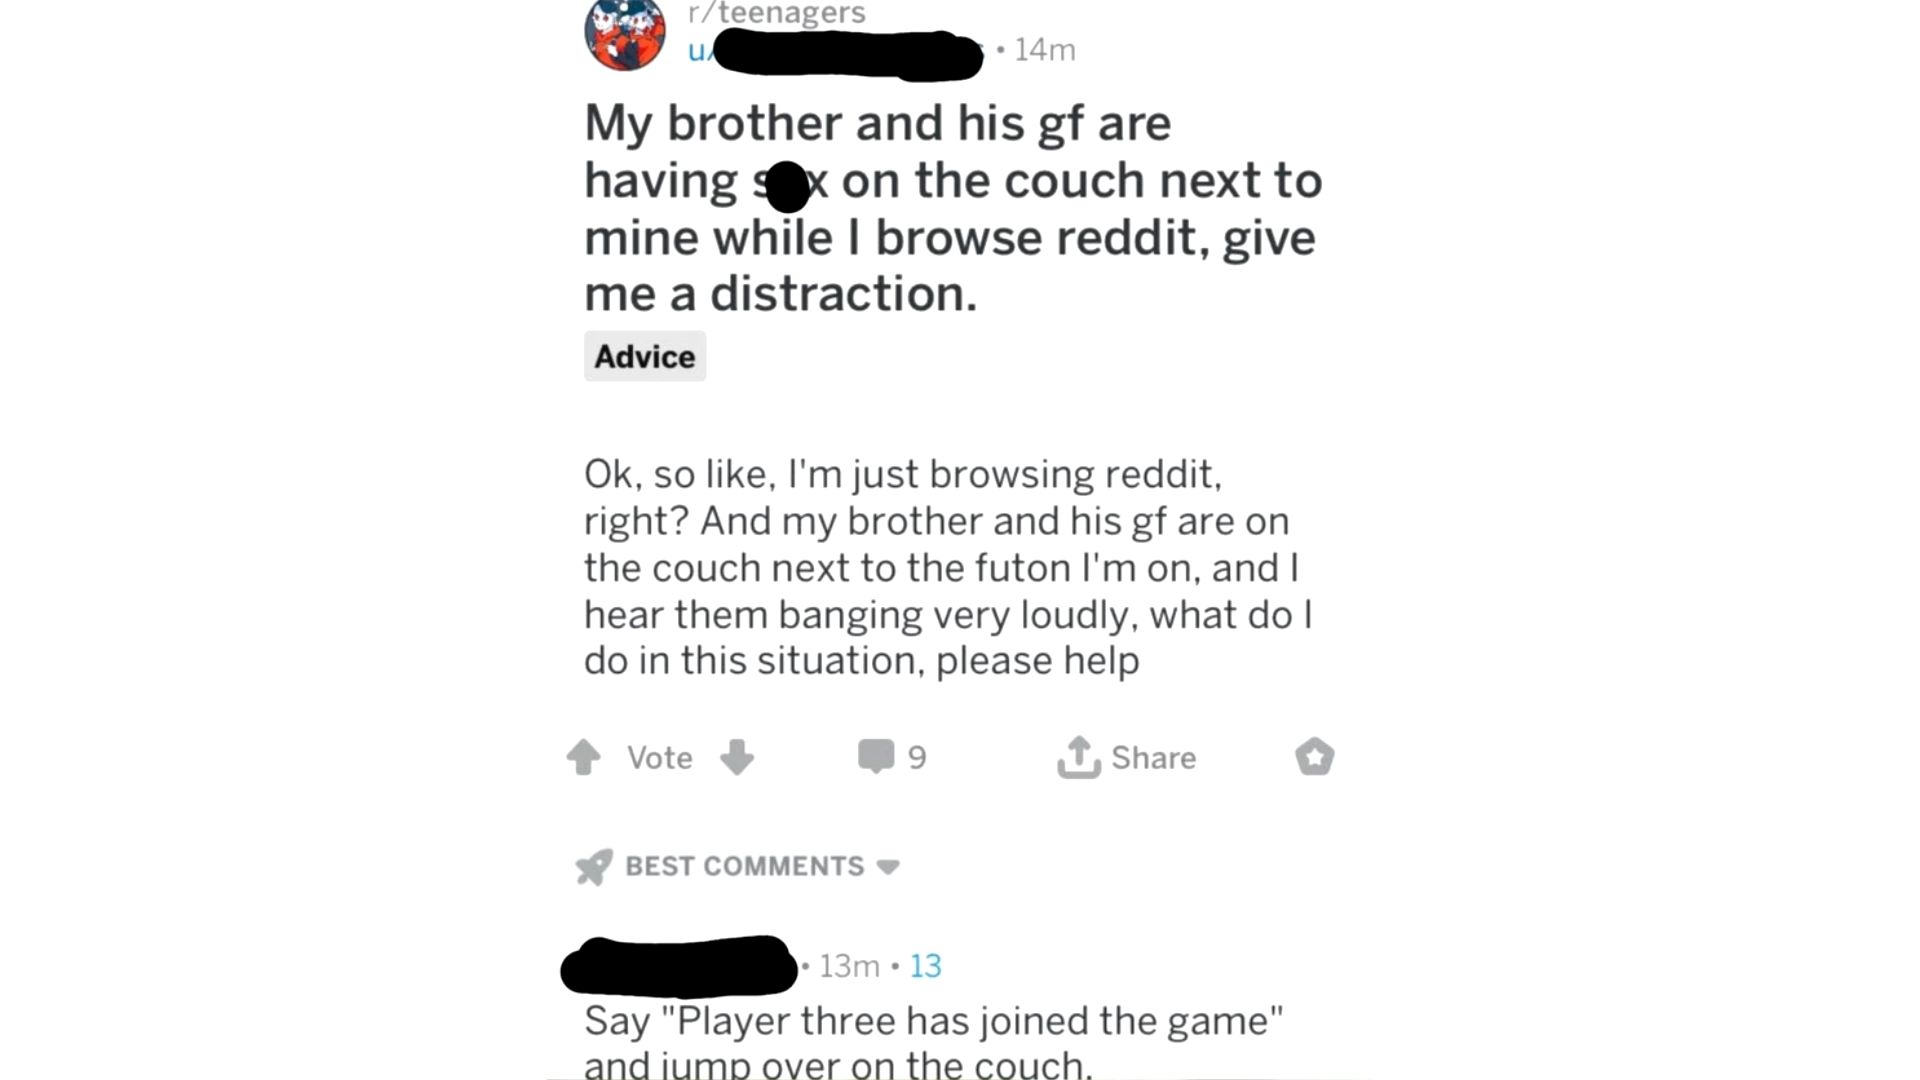 r/teenagers
u/ • 14m
My brother and his gf are
having s x on the couch next to
mine while I browse reddit, give
me a distraction.
Advice
Ok, so like, I'm just browsing reddit,
right? And my brother and his gf are on
the couch next to the futon I'm on, and I
hear them banging very loudly, what do I
do in this situation, please help
Vote 9 Share
BEST COMMENTS
• 13m • 13
Say "Player three has joined the game"
and jump over on the couch.